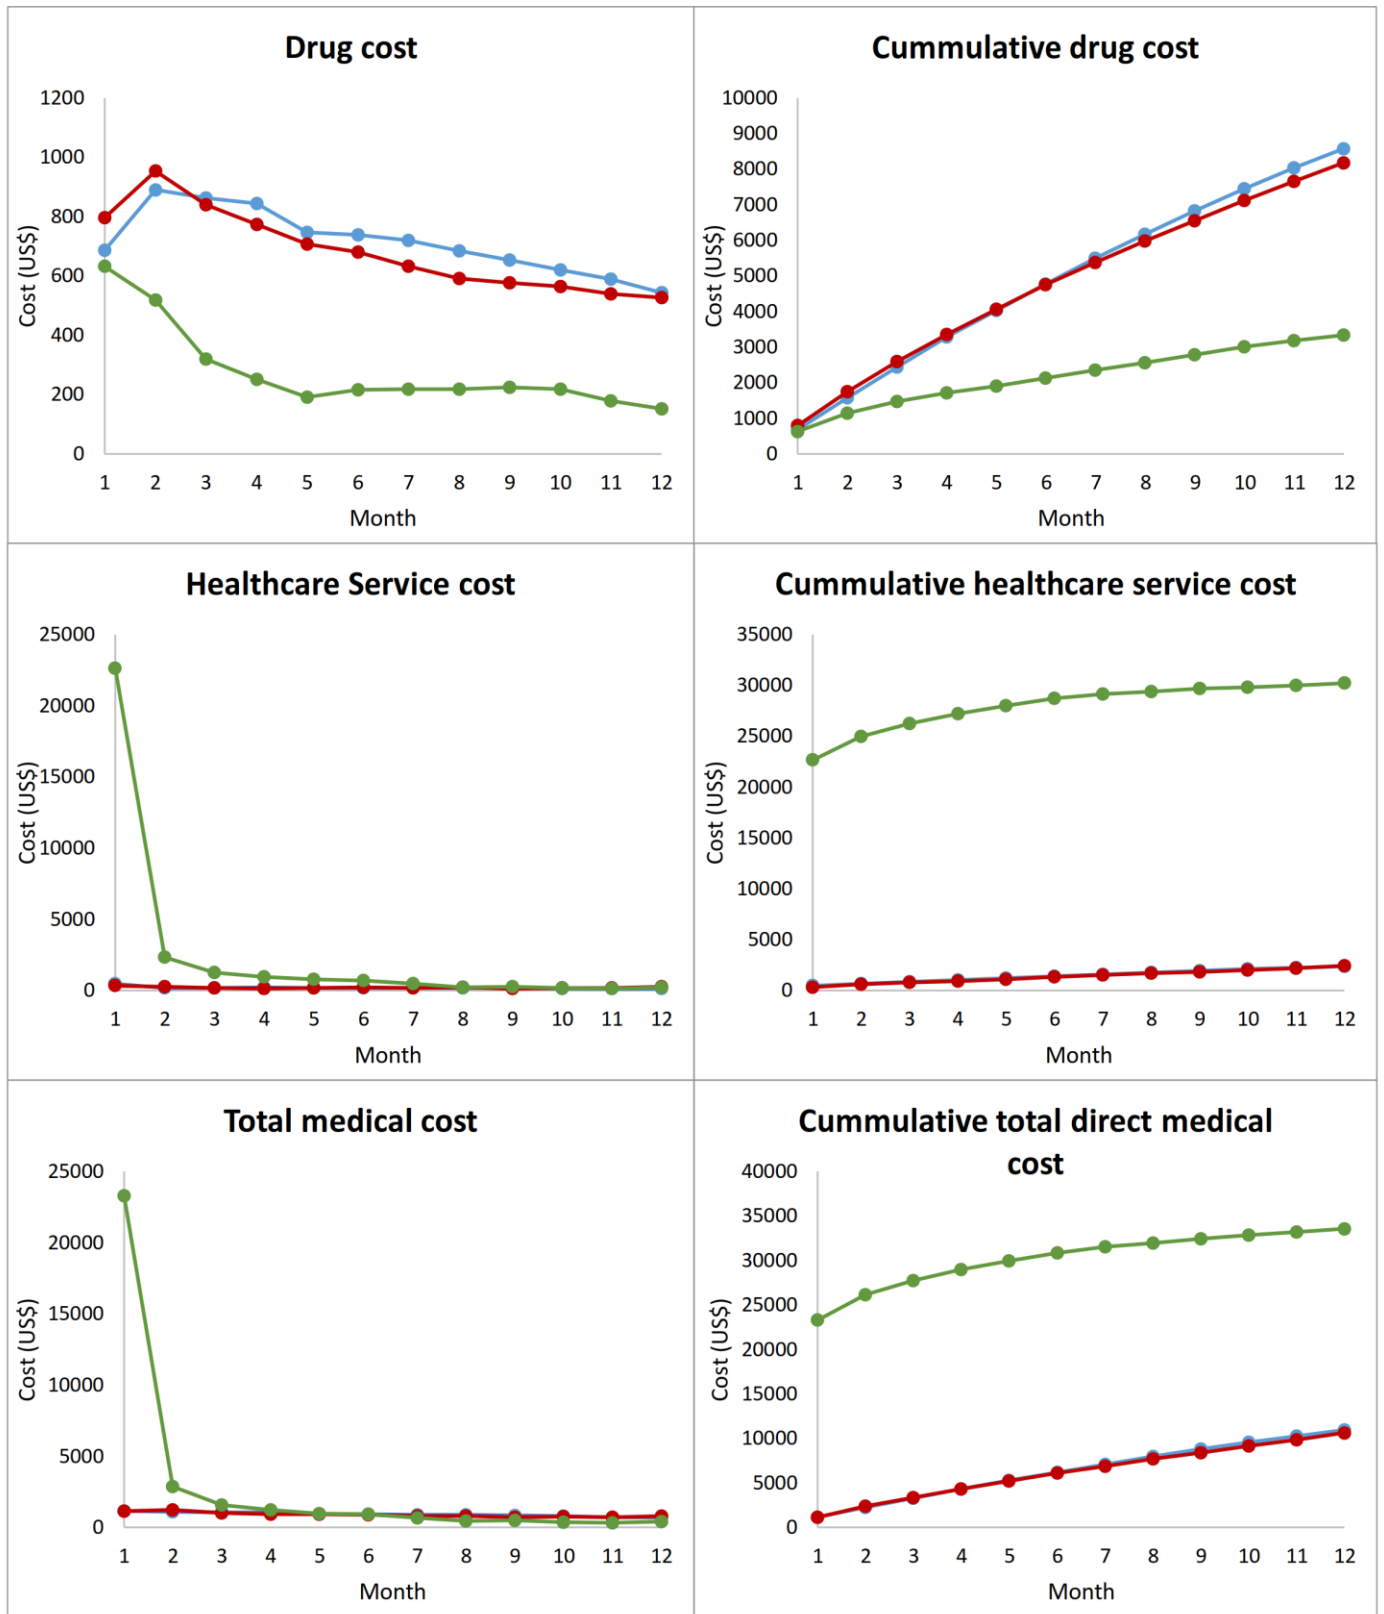 Drug cost
1200
1000
800
600
400
200
0
Cost (US$)
1 2 3 4 5 6 7 8 9 10 11 12
Month
Cummulative drug cost
10000
9000
8000
7000
6000
5000
4000
3000
2000
1000
0
Cost (US$)
1 2 3 4 5 6 7 8 9 10 11 12
Month
Healthcare Service cost
25000
20000
15000
10000
5000
0
Cost (US$)
1 2 3 4 5 6 7 8 9 10 11 12
Month
Cummulative healthcare service cost
35000
30000
25000
20000
15000
10000
5000
0
Cost (US$)
1 2 3 4 5 6 7 8 9 10 11 12
Month
Total medical cost
25000
20000
15000
10000
5000
0
Cost (US$)
1 2 3 4 5 6 7 8 9 10 11 12
Month
Cummulative total direct medical
cost
40000
35000
30000
25000
20000
15000
10000
5000
0
Cost (US$)
1 2 3 4 5 6 7 8 9 10 11 12
Month